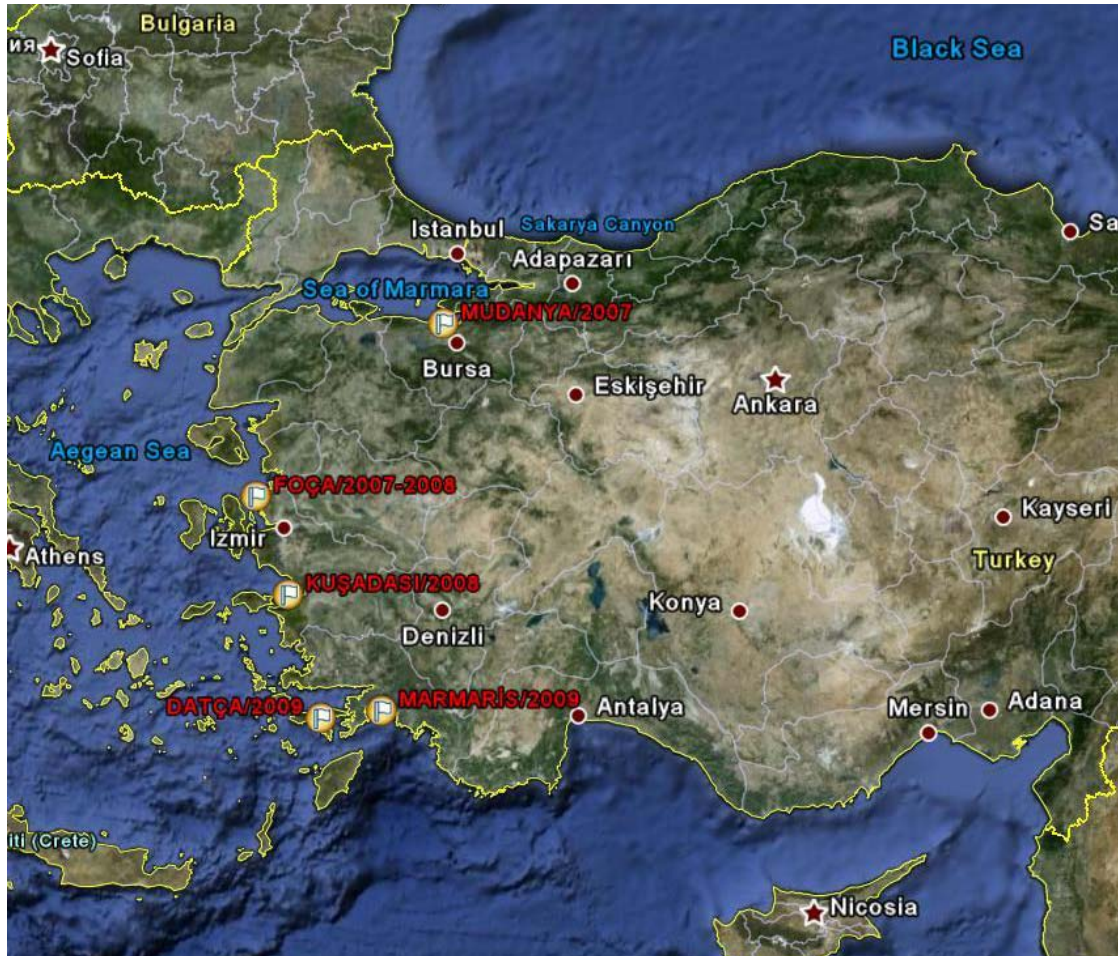 Bulgaria
ия
Sofia
Black Sea
Istanbul
Sakarya Canyon
Sa
Adapazarı
Sea of Marmara
MUDANYA/2007
Bursa
Eskişehir
Ankara
Aegean Sea
FOÇA/2007-2008
Izmir
Kayseri
Athens
Turkey
KUŞADASI/2008
Konya
Denizli
DATÇA/2009
MARMARİS/2009
Antalya
Mersin
Adana
iti (Crete)
Nicosia